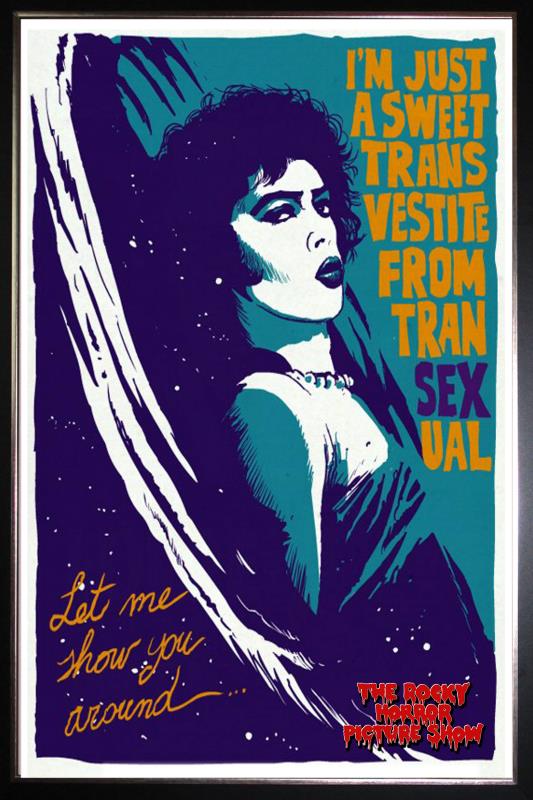 I'M JUST
A SWEET
TRANS
VESTITE
FROM
TRAN
SEX
UAL
Let me
show you
around...
THE ROCKY
HORROR
PICTURE SHOW